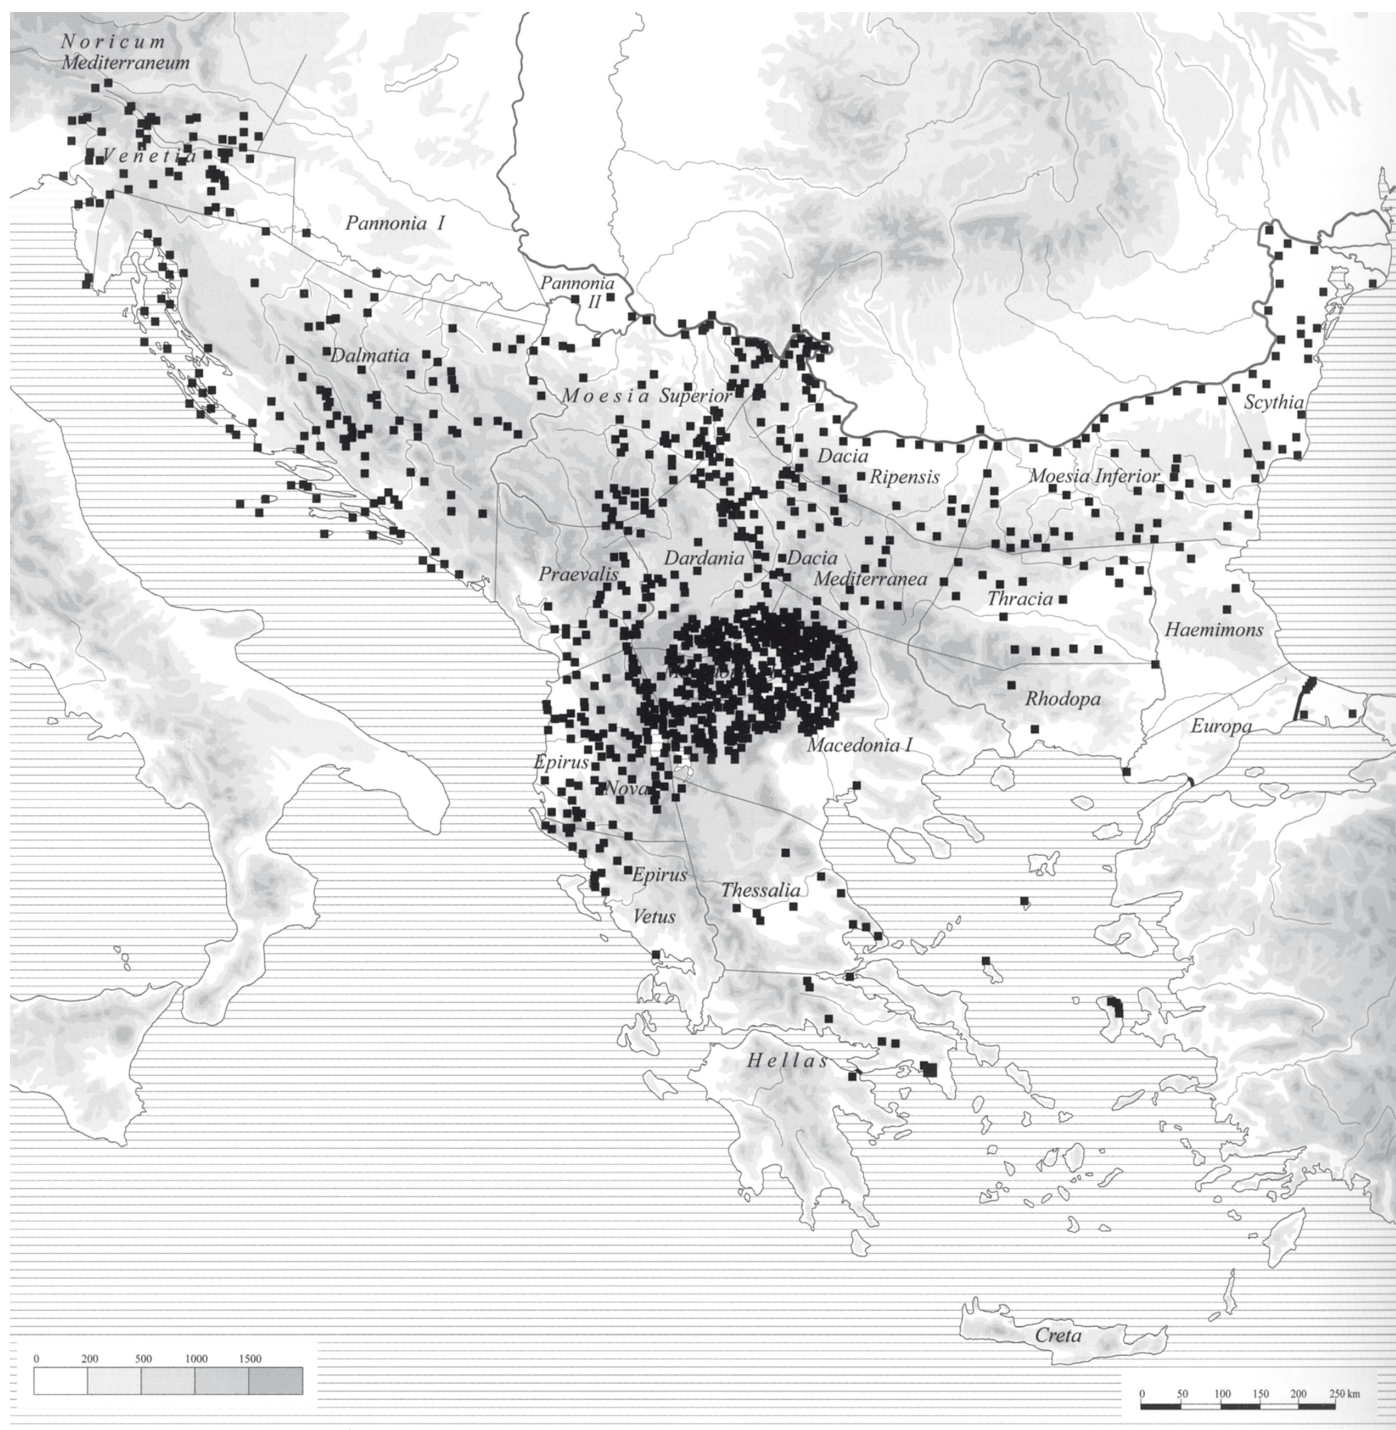 Noricum
Mediterraneum
Venetia
Pannonia I
Pannonia
II
Dalmatia
Moesia Superior
Scythia
Dacia
Ripensis
Moesia Inferior
Dardania
Dacia
Praevalis
Mediterranea
Thracia
Haemimons
Rhodopa
Europa
Macedonia I
Epirus
Nova
Epirus
Thessalia
Vetus
Hellas
Creta
0 200 500 1000 1500
0 50 100 150 200 250 km